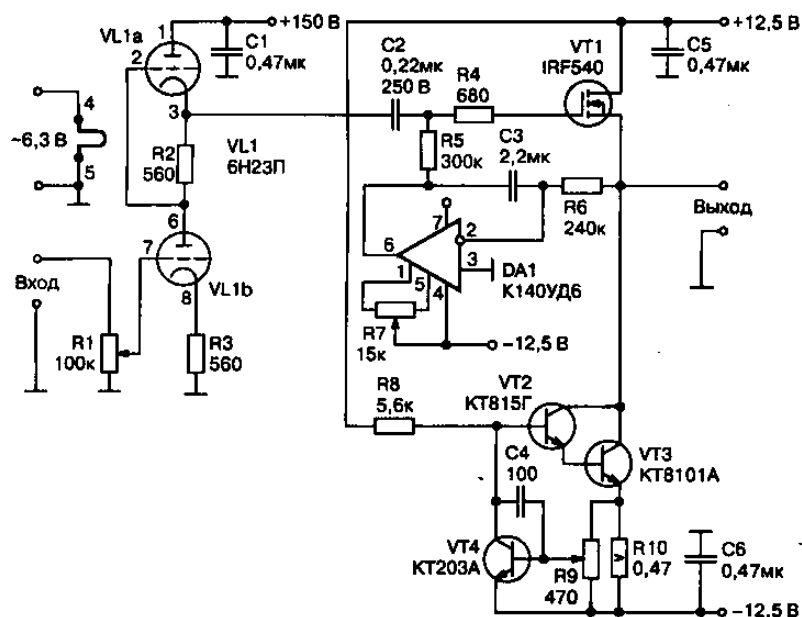 VL1a
1
2
3
+150 В
C1
0,47мк
C2
0,22мк
250 В
R4
680
VT1
IRF540
+12,5 В
C5
0,47мк
4
~6,3 В
5
R2
560
VL1
6Н23П
R5
300к
C3
2,2мк
R6
240к
Выход
6
7
VL1b
8
Вход
R1
100к
R3
560
7
2
6
3
1
5
4
DA1
К140УД6
R7
15к
−12,5 В
R8
5,6к
VT2
КТ815Г
C4
100
VT3
КТ8101А
VT4
КТ203А
R9
470
R10
0,47
C6
0,47мк
−12,5 В